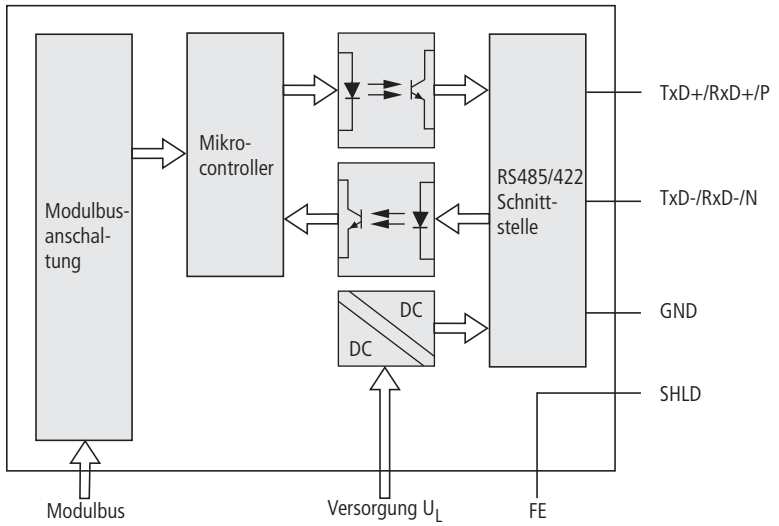 Modulbus-
anschal-
tung
Mikro-
controller
RS485/422
Schnitt-
stelle
DC
DC
TxD+/RxD+/P
TxD-/RxD-/N
GND
SHLD
Modulbus
Versorgung U_L
FE